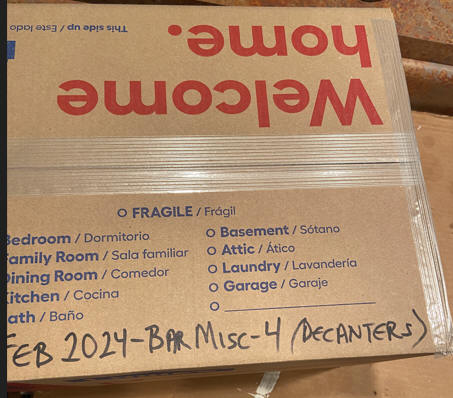 This side up / Este lado
Welcome
home.
FRAGILE / Frágil
Bedroom / Dormitorio
Family Room / Sala familiar
Dining Room / Comedor
Kitchen / Cocina
Bath / Baño
Basement / Sótano
Attic / Ático
Laundry / Lavandería
Garage / Garaje
FEB 2024-BAR MISC-4 (DECANTERS)